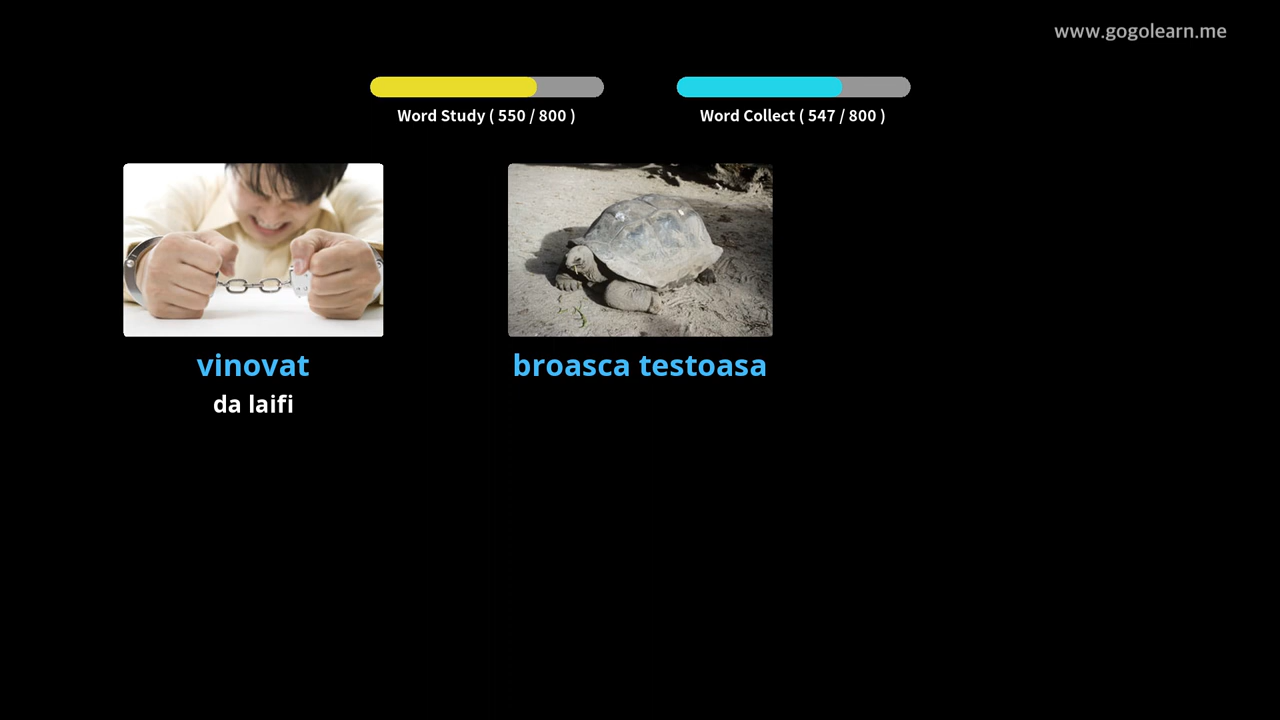 www.gogolearn.me
Word Study ( 550 / 800 )
Word Collect ( 547 / 800 )
vinovat
da laifi
broasca testoasa